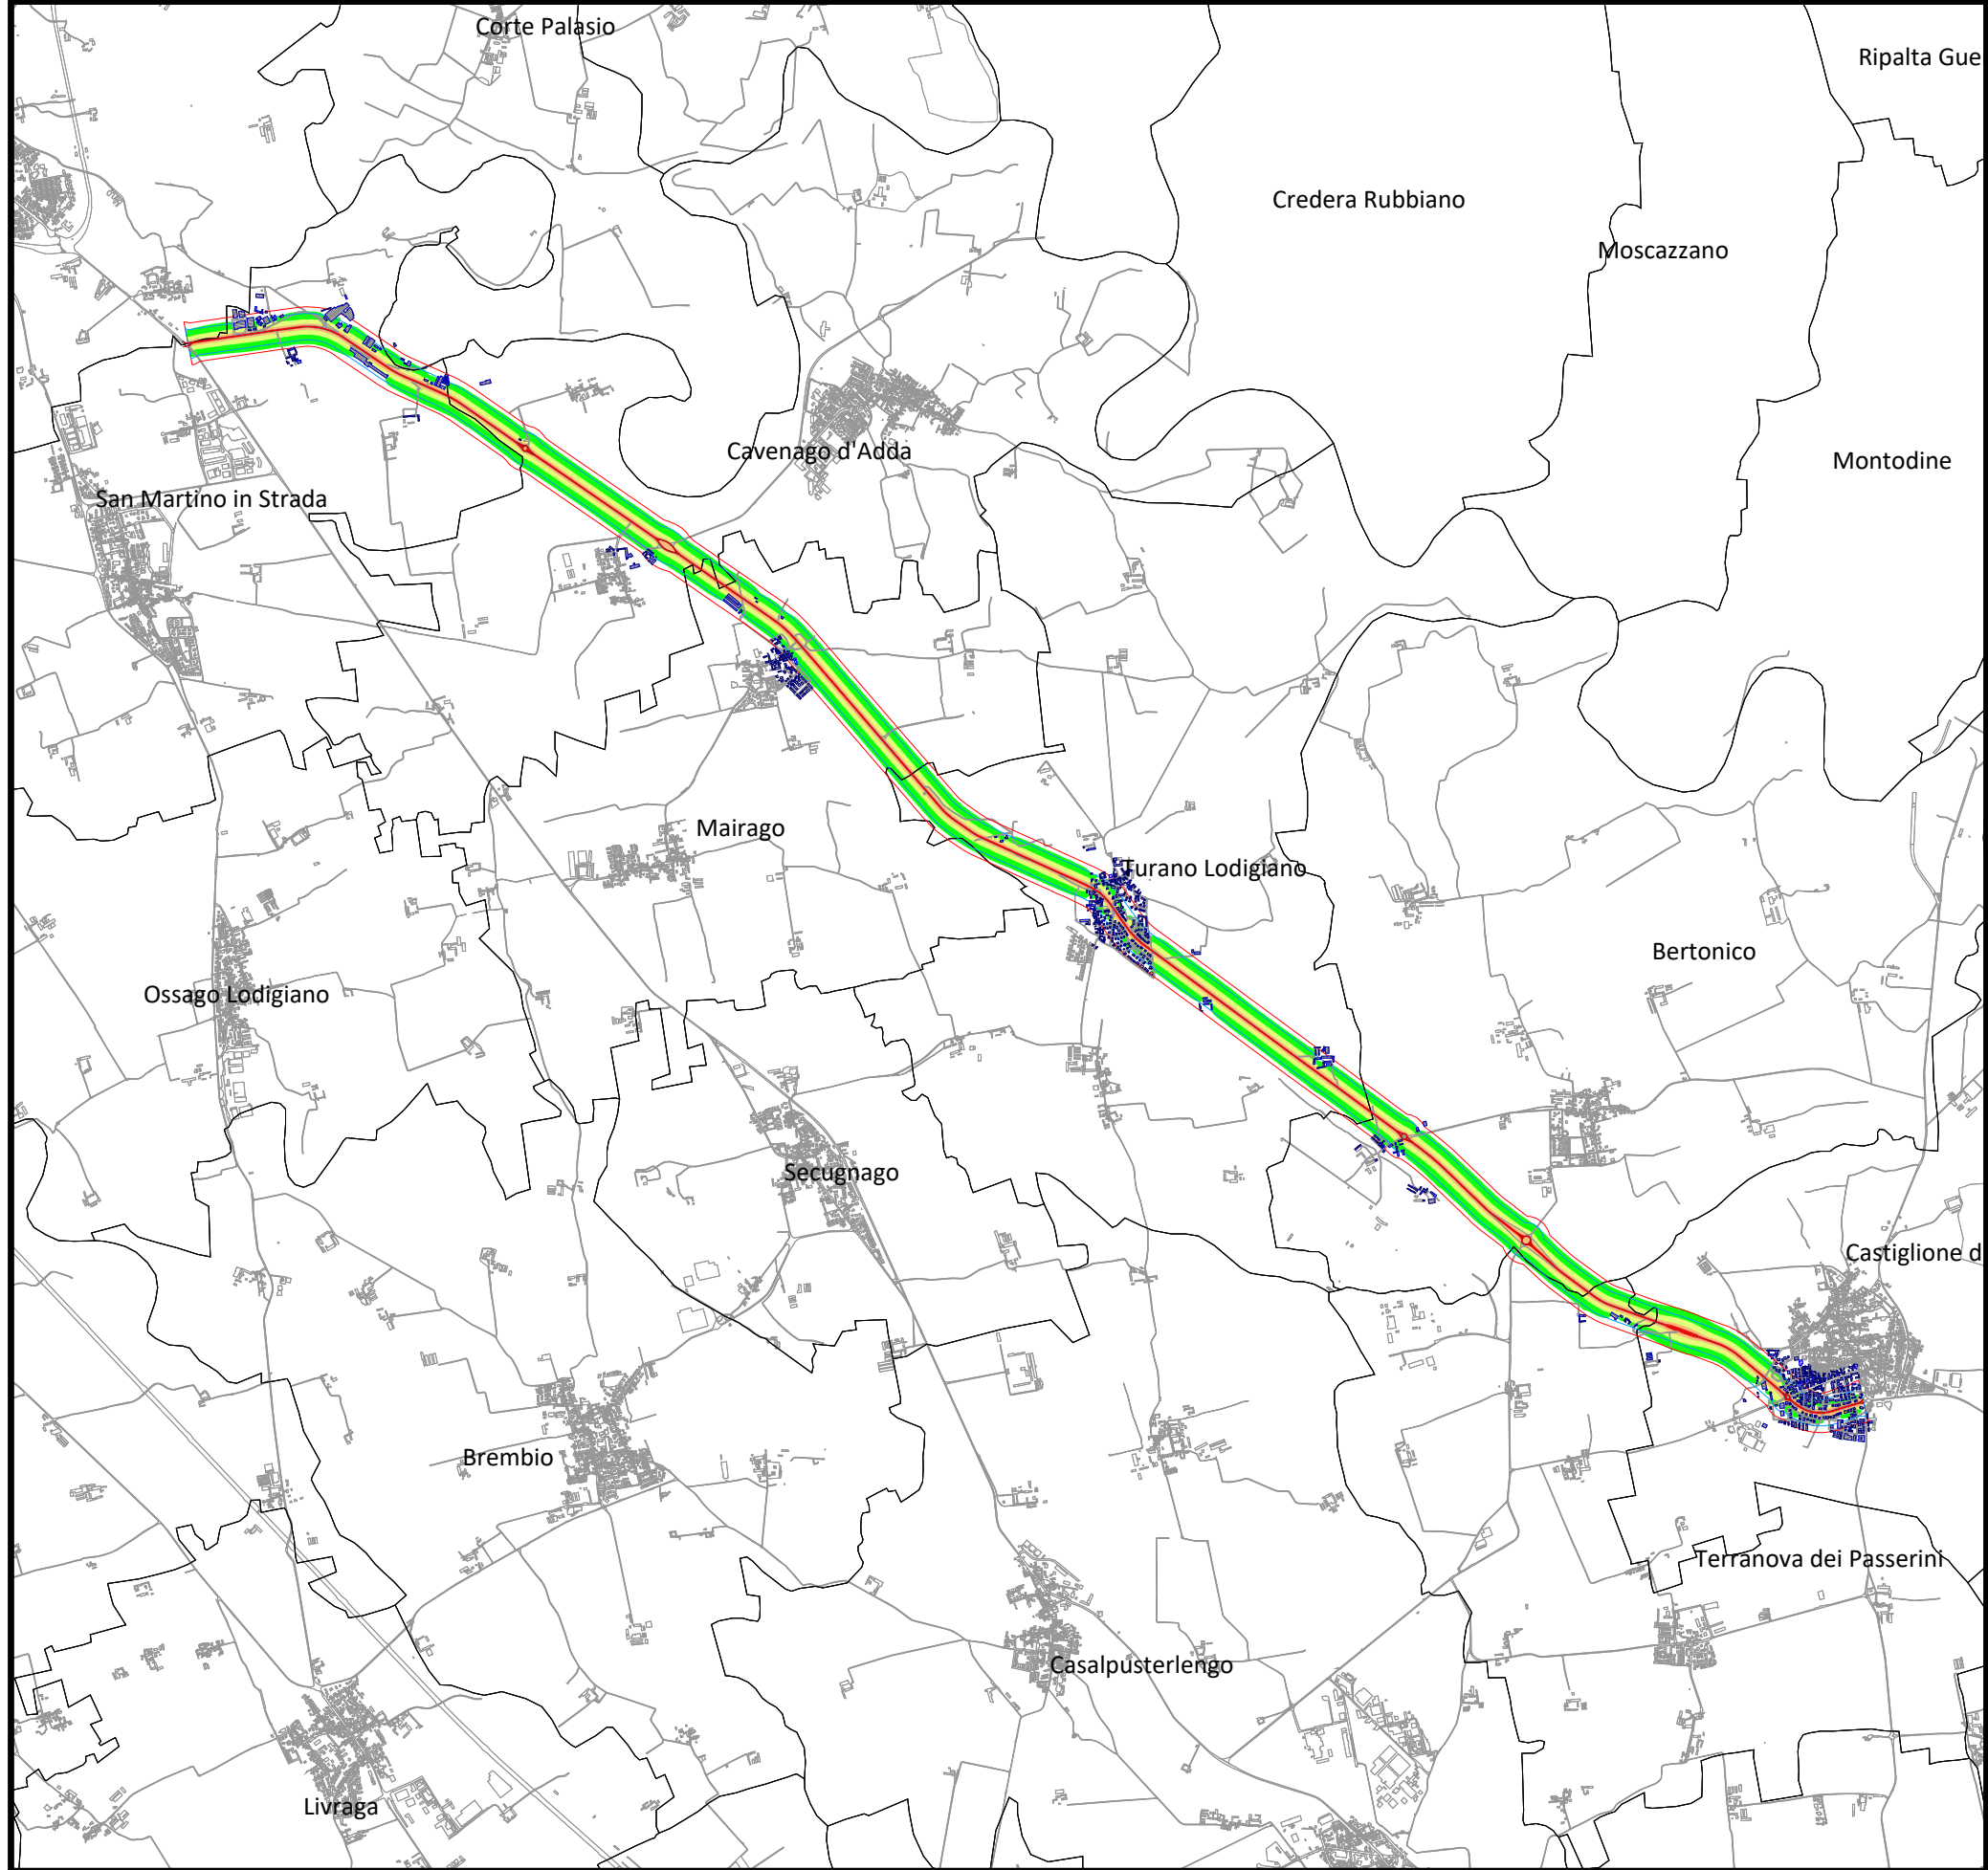 Corte Palasio
Ripalta Gue
Credera Rubbiano
Moscazzano
Cavenago d'Adda
Montodine
San Martino in Strada
Mairago
Turano Lodigiano
Bertonico
Ossago Lodigiano
Secugnago
Castiglione d
Brembio
Terranova dei Passerini
Casalpusterlengo
Livraga